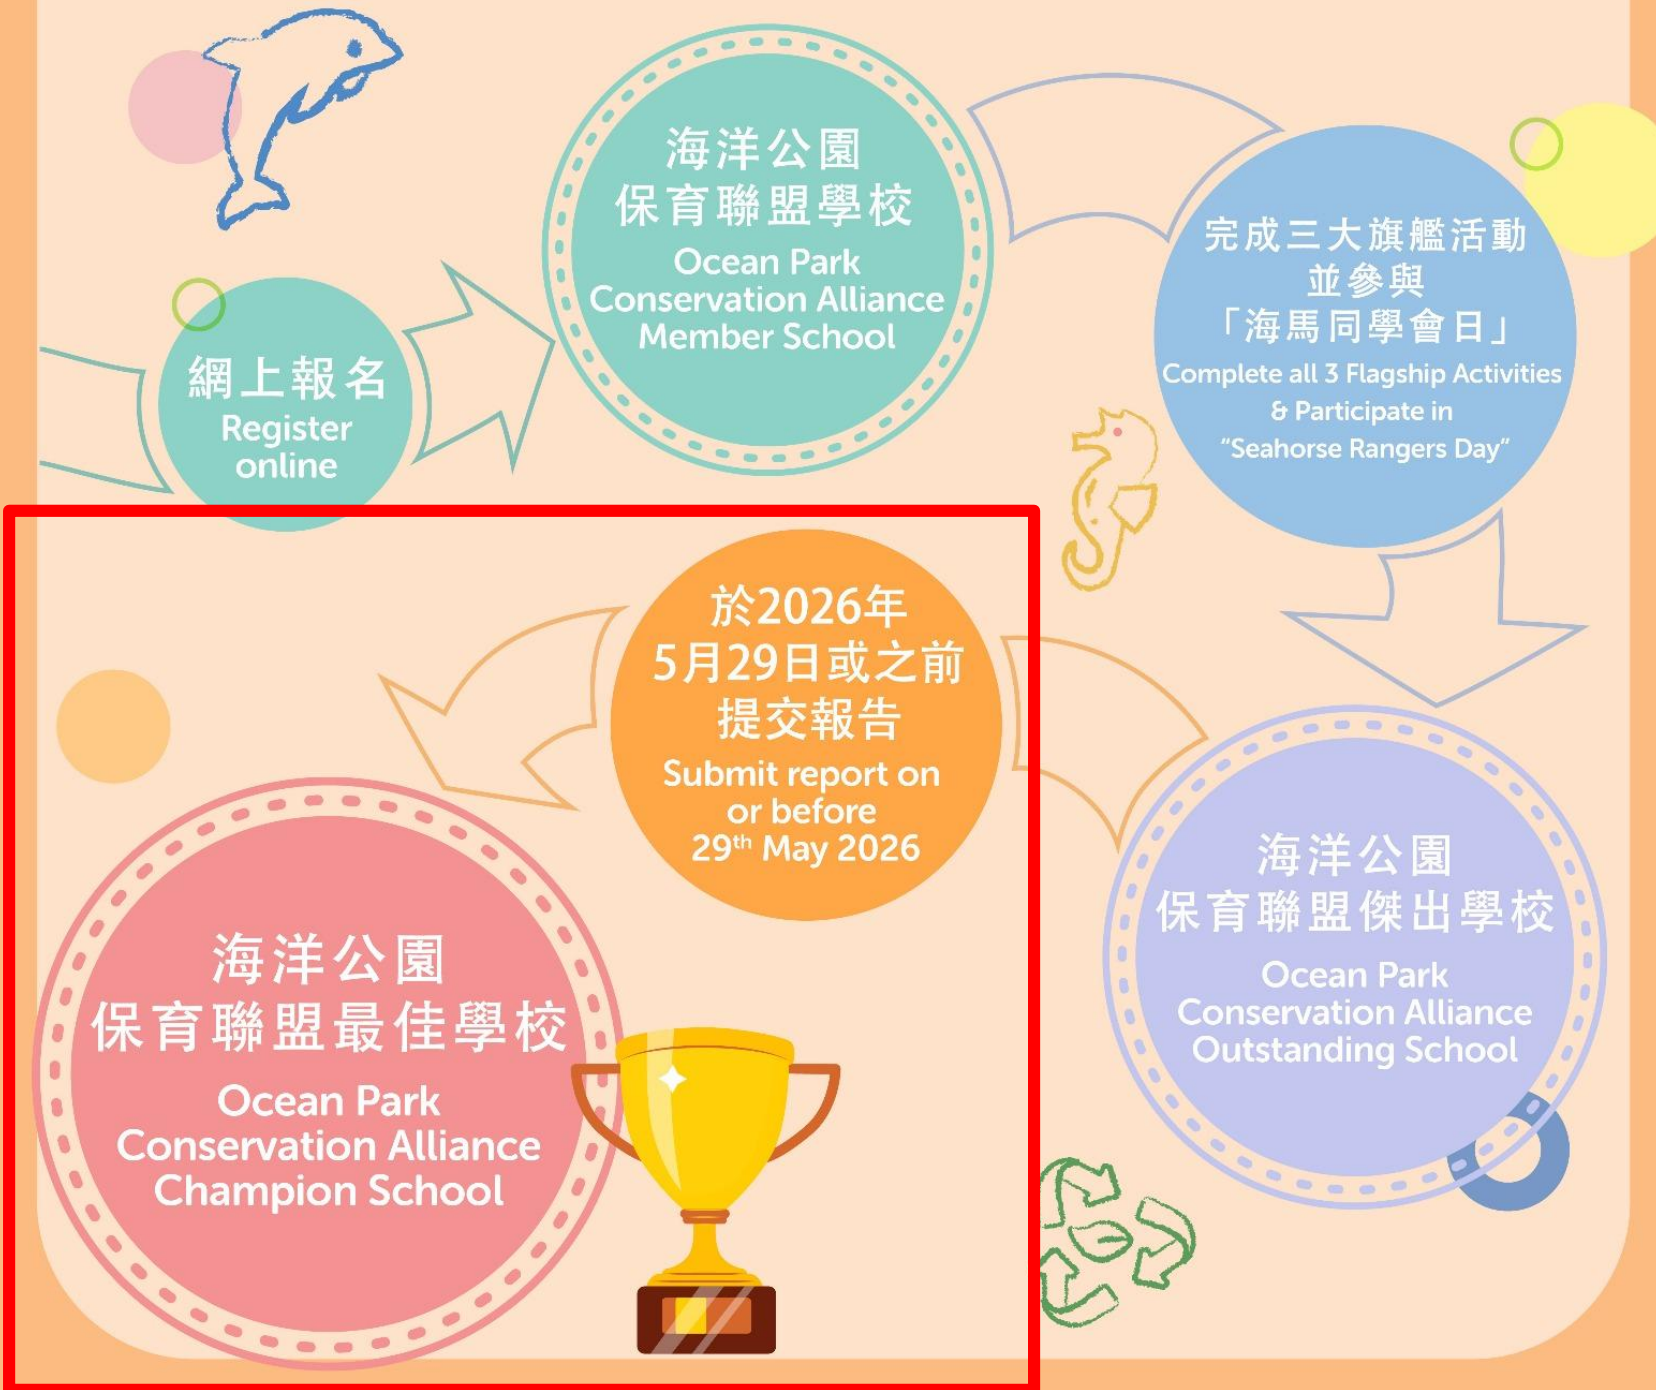 網上報名
Register
online
海洋公園
保育聯盟學校
Ocean Park
Conservation Alliance
Member School
完成三大旗艦活動
並參與
「海馬同學會日」
Complete all 3 Flagship Activities
& Participate in
“Seahorse Rangers Day”
海洋公園
保育聯盟傑出學校
Ocean Park
Conservation Alliance
Outstanding School
於2026年
5月29日或之前
提交報告
Submit report on
or before
29th May 2026
海洋公園
保育聯盟最佳學校
Ocean Park
Conservation Alliance
Champion School